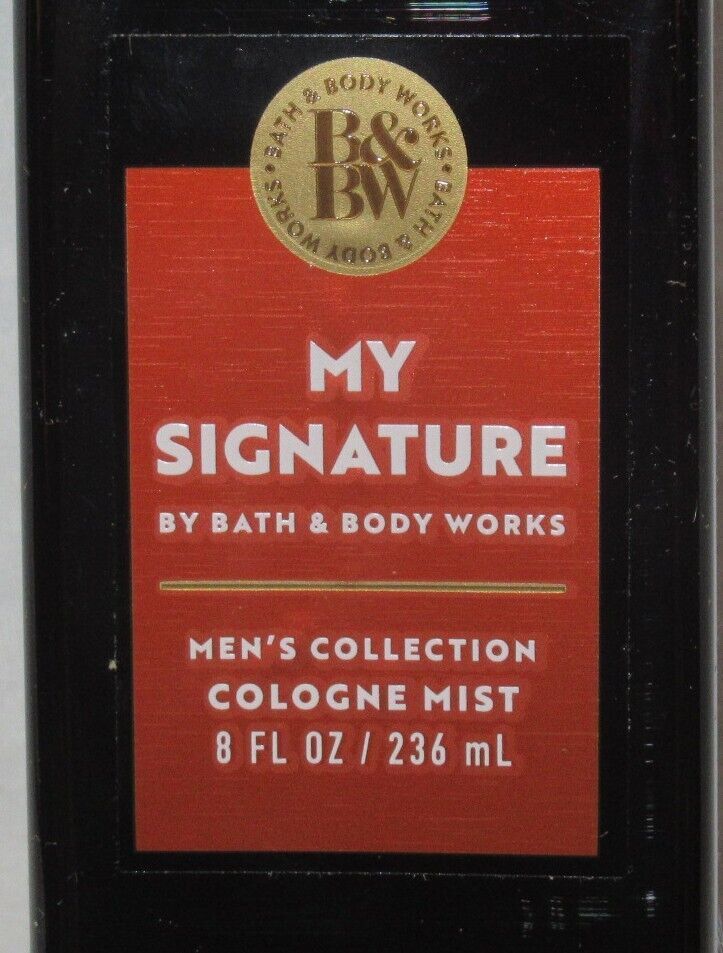 BATH & BODY WORKS • BATH & BODY WORKS •
B&
BW
MY
SIGNATURE
BY BATH & BODY WORKS
MEN'S COLLECTION
COLOGNE MIST
8 FL OZ / 236 mL